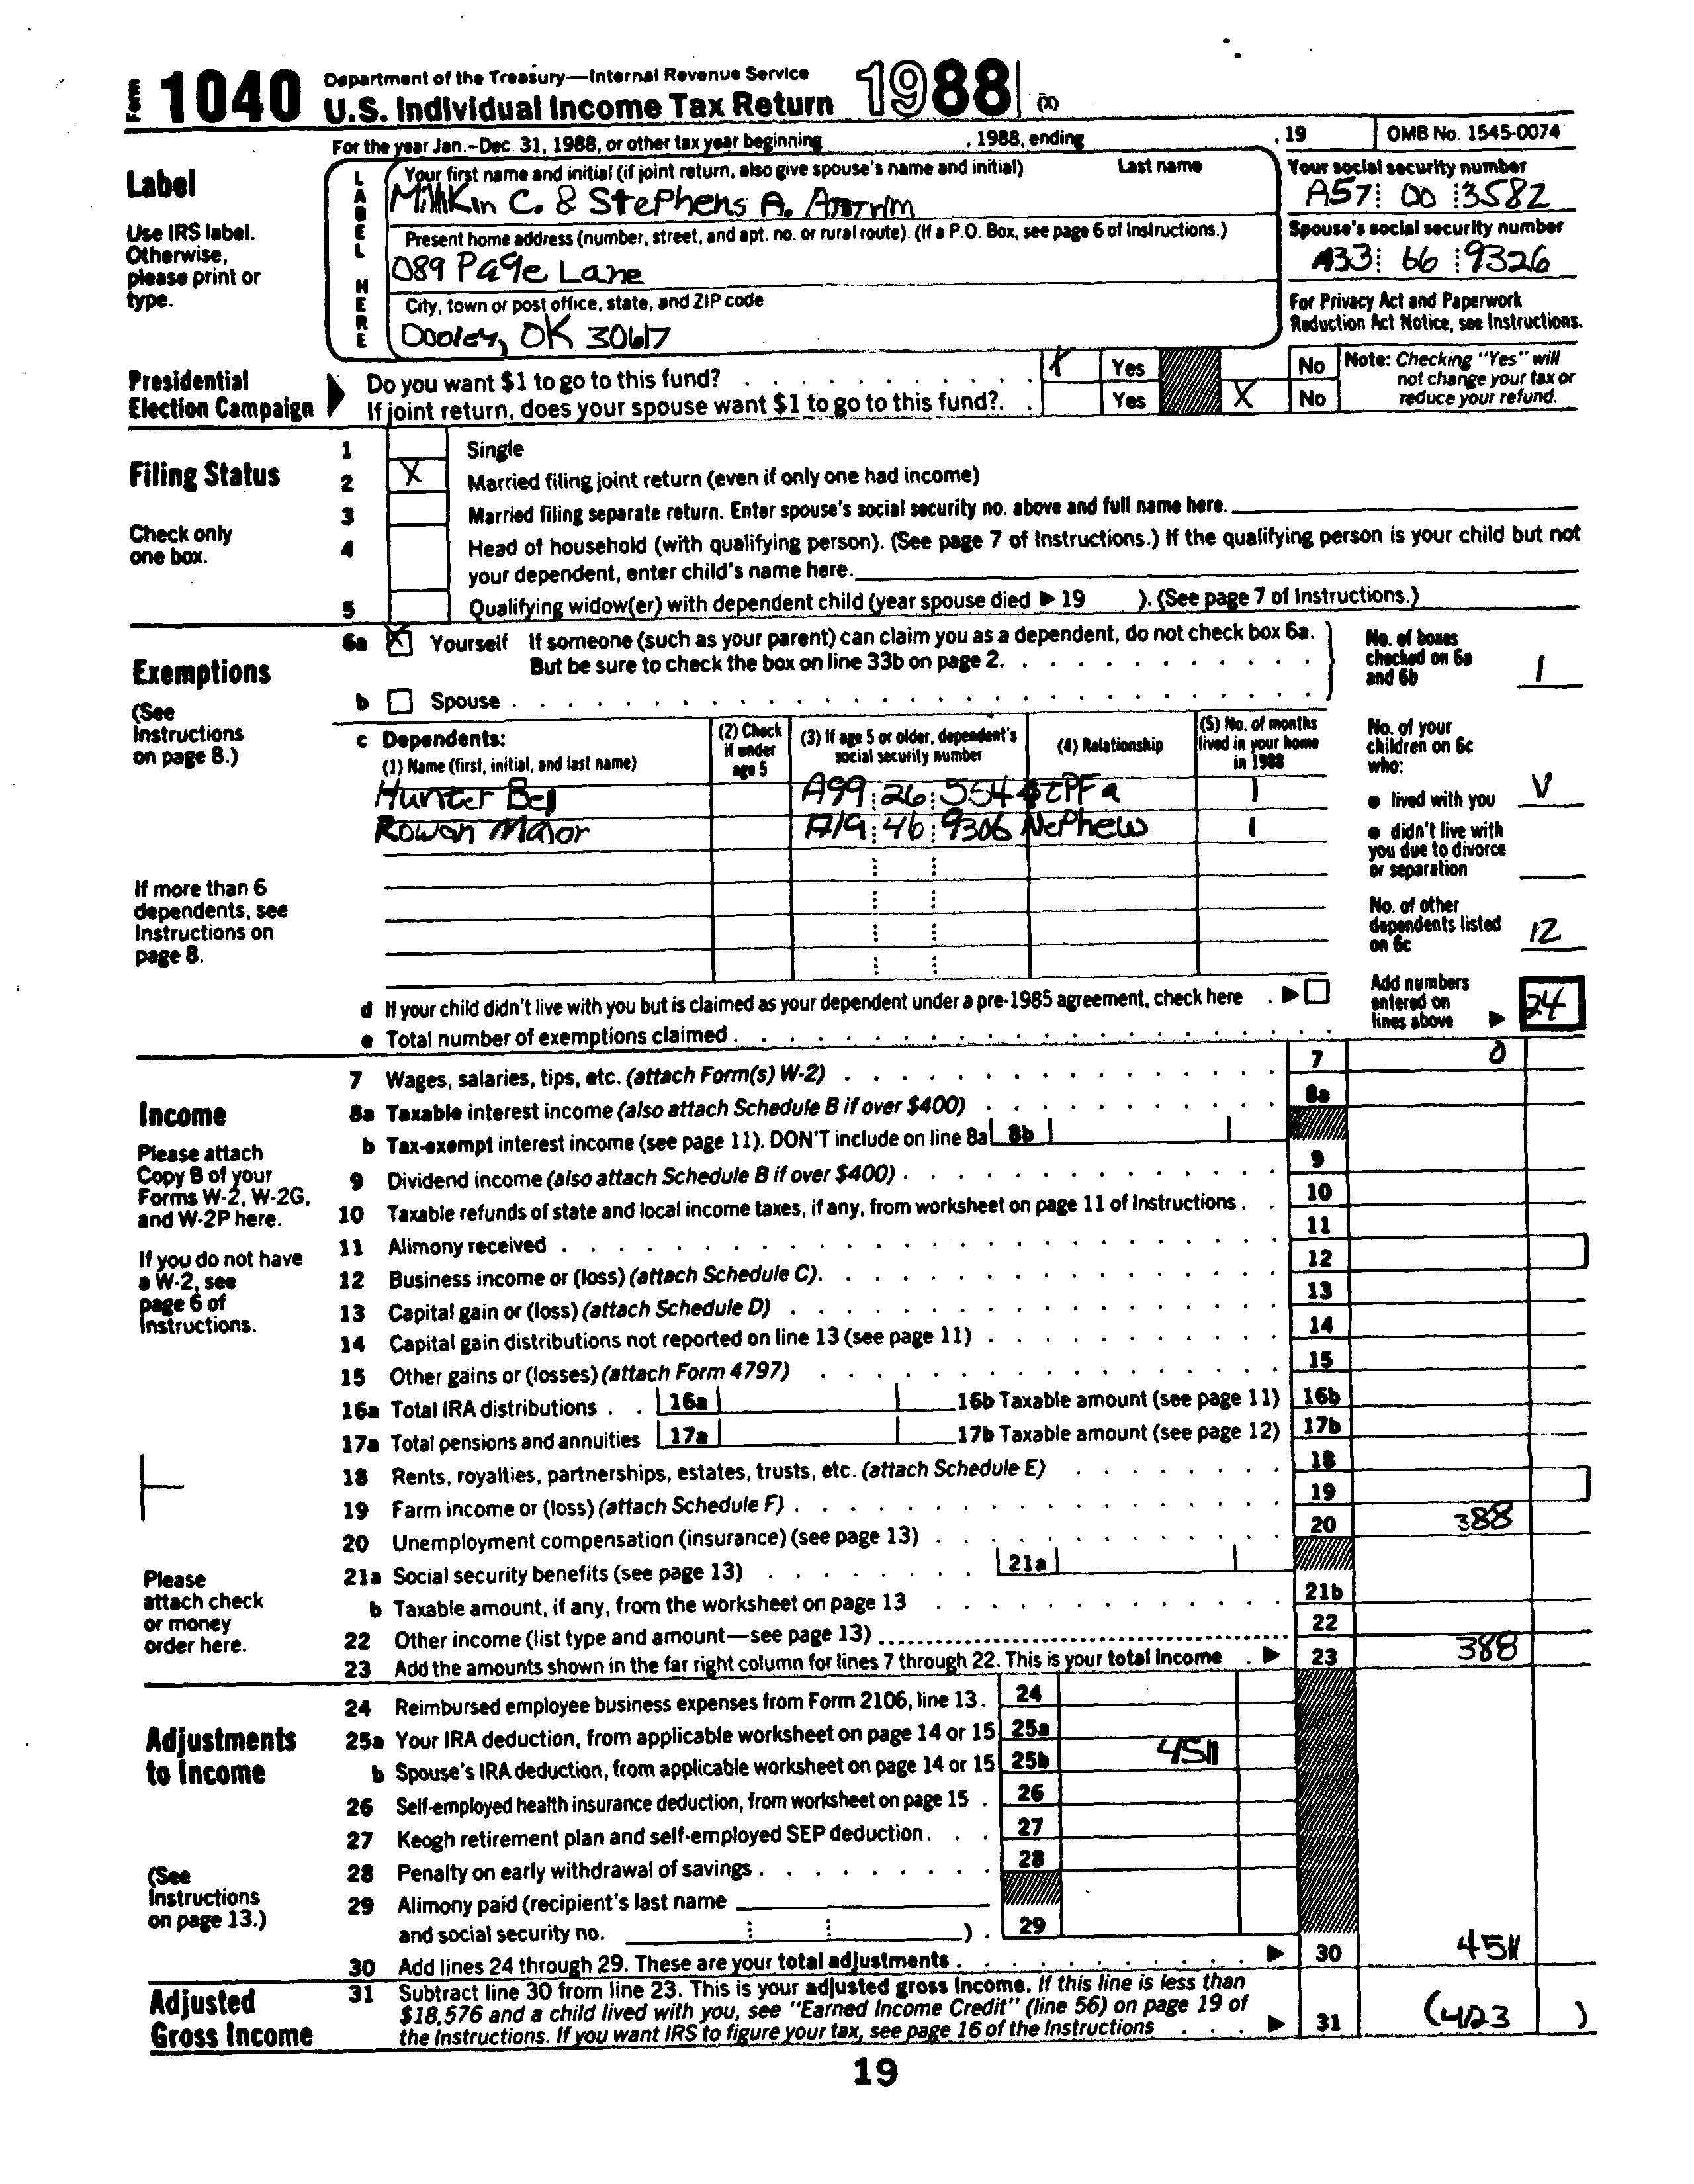 Form 1040 Department of the Treasury—Internal Revenue Service
U.S. Individual Income Tax Return 1988 (X)
For the year Jan.-Dec. 31, 1988, or other tax year beginning , 1988, ending , 19 OMB No. 1545-0074
Label
Use IRS label.
Otherwise,
please print or
type.
LABEL HERE
Your first name and initial (if joint return, also give spouse's name and initial) Last name
C. & Stephens A. Antrim
Your social security number
A57 00 3582
Present home address (number, street, and apt. no. or rural route). (If a P.O. Box, see page 6 of Instructions.)
089 Page Lane
Spouse's social security number
A33 66 9326
City, town or post office, state, and ZIP code
Dooley, OK 30617
For Privacy Act and Paperwork
Reduction Act Notice, see Instructions.
Presidential
Election Campaign
Do you want $1 to go to this fund? X Yes No
If joint return, does your spouse want $1 to go to this fund?. Yes X No
Note: Checking "Yes" will
not change your tax or
reduce your refund.
Filing Status
Check only
one box.
1 Single
2 X Married filing joint return (even if only one had income)
3 Married filing separate return. Enter spouse's social security no. above and full name here.
4 Head of household (with qualifying person). (See page 7 of Instructions.) If the qualifying person is your child but not
your dependent, enter child's name here.
5 Qualifying widow(er) with dependent child (year spouse died ▶ 19 ). (See page 7 of Instructions.)
Exemptions
(See
Instructions
on page 8.)
6a X Yourself If someone (such as your parent) can claim you as a dependent, do not check box 6a.
But be sure to check the box on line 33b on page 2.
b Spouse
No. of boxes
checked on 6a
and 6b 1
c Dependents:
(1) Name (first, initial, and last name)
(2) Check
if under
age 5
(3) If age 5 or older, dependent's
social security number
(4) Relationship
(5) No. of months
lived in your home
in 1988
Hunter Bell A99 26 554 1
Rowan Major A19 46 9306 Nephew 1
If more than 6
dependents, see
Instructions on
page 8.
No. of your
children on 6c
who:
● lived with you V
● didn't live with
you due to divorce
or separation
No. of other
dependents listed
on 6c 12
d If your child didn't live with you but is claimed as your dependent under a pre-1985 agreement, check here . ▶
e Total number of exemptions claimed
Add numbers
entered on
lines above ▶ 24
Income
Please attach
Copy B of your
Forms W-2, W-2G,
and W-2P here.
If you do not have
a W-2, see
page 6 of
Instructions.
Please
attach check
or money
order here.
7 Wages, salaries, tips, etc. (attach Form(s) W-2) 7 0
8a Taxable interest income (also attach Schedule B if over $400) 8a
b Tax-exempt interest income (see page 11). DON'T include on line 8a 8b
9 Dividend income (also attach Schedule B if over $400) 9
10 Taxable refunds of state and local income taxes, if any, from worksheet on page 11 of Instructions 10
11 Alimony received 11
12 Business income or (loss) (attach Schedule C). 12
13 Capital gain or (loss) (attach Schedule D) 13
14 Capital gain distributions not reported on line 13 (see page 11) 14
15 Other gains or (losses) (attach Form 4797) 15
16a Total IRA distributions 16a 16b Taxable amount (see page 11) 16b
17a Total pensions and annuities 17a 17b Taxable amount (see page 12) 17b
18 Rents, royalties, partnerships, estates, trusts, etc. (attach Schedule E) 18
19 Farm income or (loss) (attach Schedule F) 19
20 Unemployment compensation (insurance) (see page 13) 20 388
21a Social security benefits (see page 13) 21a
b Taxable amount, if any, from the worksheet on page 13 21b
22 Other income (list type and amount—see page 13) 22
23 Add the amounts shown in the far right column for lines 7 through 22. This is your total income . ▶ 23 388
Adjustments
to Income
(See
Instructions
on page 13.)
24 Reimbursed employee business expenses from Form 2106, line 13. 24
25a Your IRA deduction, from applicable worksheet on page 14 or 15 25a
b Spouse's IRA deduction, from applicable worksheet on page 14 or 15 25b 4511
26 Self-employed health insurance deduction, from worksheet on page 15 . 26
27 Keogh retirement plan and self-employed SEP deduction. 27
28 Penalty on early withdrawal of savings 28
29 Alimony paid (recipient's last name
and social security no. ) . 29
30 Add lines 24 through 29. These are your total adjustments ▶ 30 4511
Adjusted
Gross Income
31 Subtract line 30 from line 23. This is your adjusted gross income. If this line is less than
$18,576 and a child lived with you, see "Earned Income Credit" (line 56) on page 19 of
the Instructions. If you want IRS to figure your tax, see page 16 of the Instructions ▶ 31 (4123 )
19